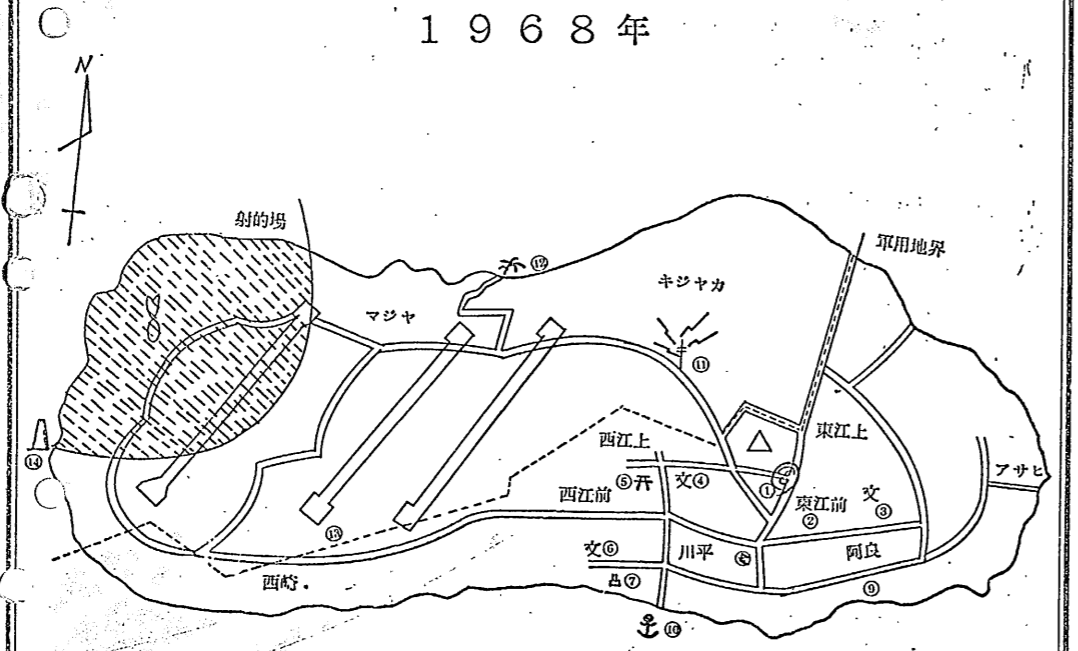 1968年
N
射的場
軍用地界
⑫
キジヤカ
マジヤ
⑪
東江上
西江上
アサヒ
⑭
⑤
文④
西江前
①
東江前
文
②
③
⑬
文⑥
川平
阿良
西崎
⑦
⑨
⑩